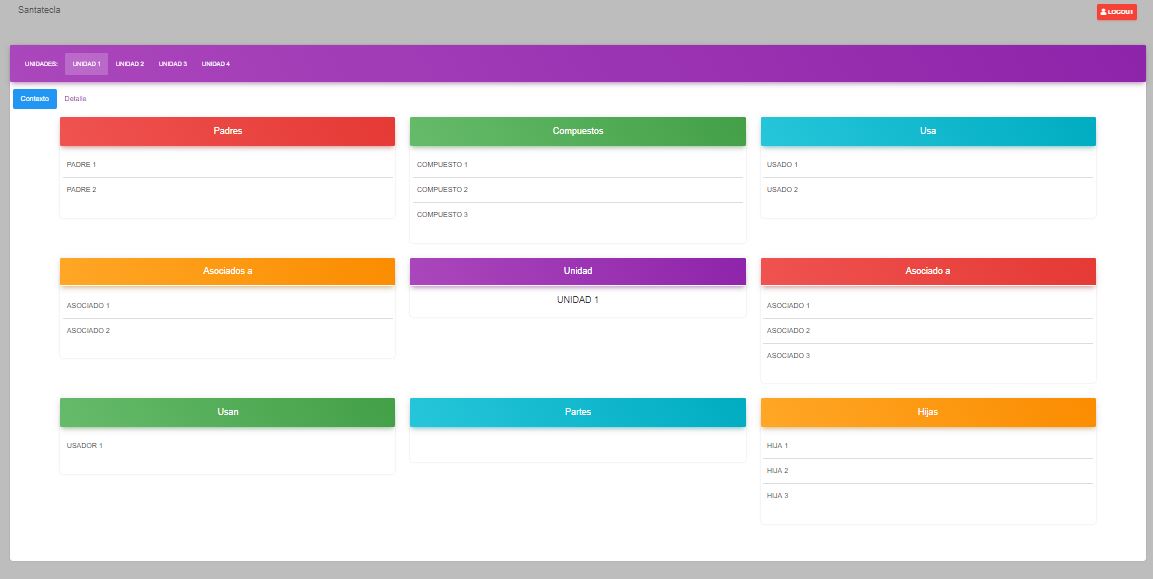 Santatecla
LOGOUT
UNIDADES: UNIDAD 1 UNIDAD 2 UNIDAD 3 UNIDAD 4
Contexto Detalle
Padres
PADRE 1
PADRE 2
Compuestos
COMPUESTO 1
COMPUESTO 2
COMPUESTO 3
Usa
USADO 1
USADO 2
Asociados a
ASOCIADO 1
ASOCIADO 2
Unidad
UNIDAD 1
Asociado a
ASOCIADO 1
ASOCIADO 2
ASOCIADO 3
Usan
USADOR 1
Partes
Hijas
HIJA 1
HIJA 2
HIJA 3